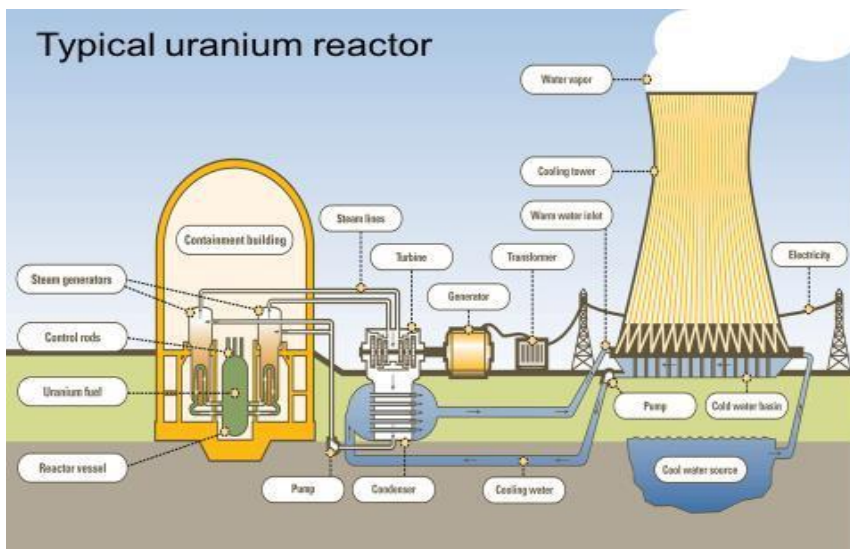 Typical uranium reactor
Water vapor
Cooling tower
Warm water inlet
Steam lines
Containment building
Turbine
Transformer
Electricity
Steam generators
Generator
Control rods
Uranium fuel
Pump
Cold water basin
Reactor vessel
Cool water source
Pump
Condenser
Cooling water